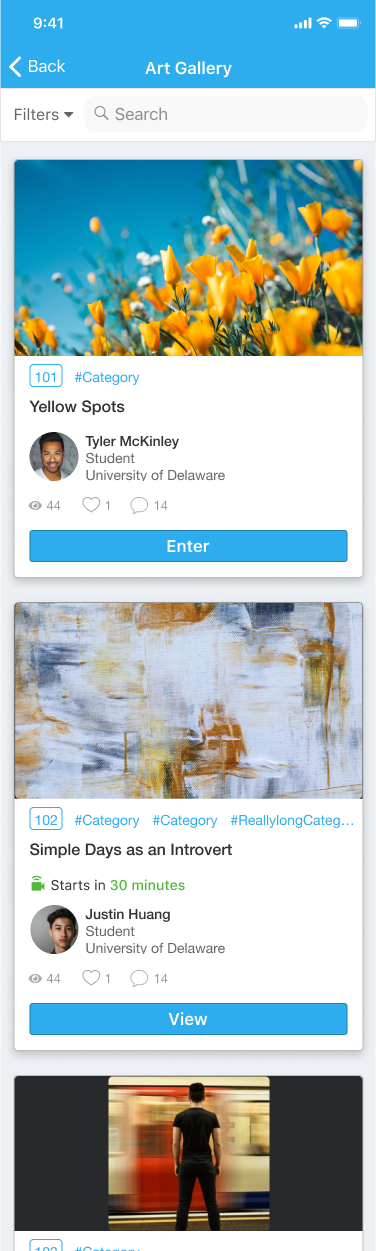 9:41
Back
Art Gallery
Filters
Search
101 #Category
Yellow Spots
Tyler McKinley
Student
University of Delaware
44 1 14
Enter
102 #Category #Category #ReallylongCateg...
Simple Days as an Introvert
Starts in 30 minutes
Justin Huang
Student
University of Delaware
44 1 14
View
103 #Category